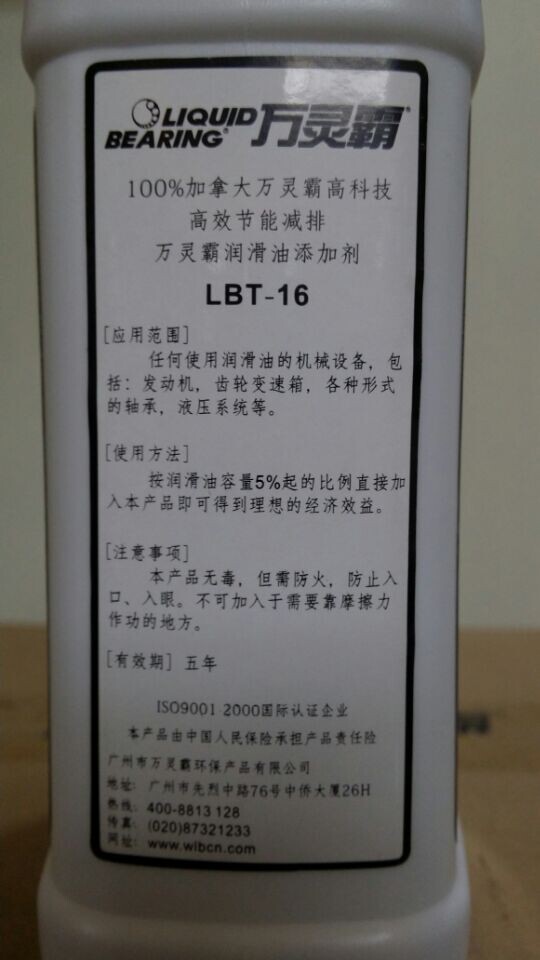 LIQUID BEARING® 万灵霸®
100%加拿大万灵霸高科技
高效节能减排
万灵霸润滑油添加剂
LBT-16
[应用范围]
任何使用润滑油的机械设备，包
括：发动机，齿轮变速箱，各种形式
的轴承，液压系统等。
[使用方法]
按润滑油容量5%起的比例直接加
入本产品即可得到理想的经济效益。
[注意事项]
本产品无毒，但需防火，防止入
口、入眼。不可加入于需要靠摩擦力
作功的地方。
[有效期] 五年
ISO9001 2000国际认证企业
本产品由中国人民保险承担产品责任险
广州市万灵霸环保产品有限公司
地址：广州市先烈中路76号中侨大厦26H
热线：400-8813 128
传真：(020)87321233
网址：www.wlbcn.com